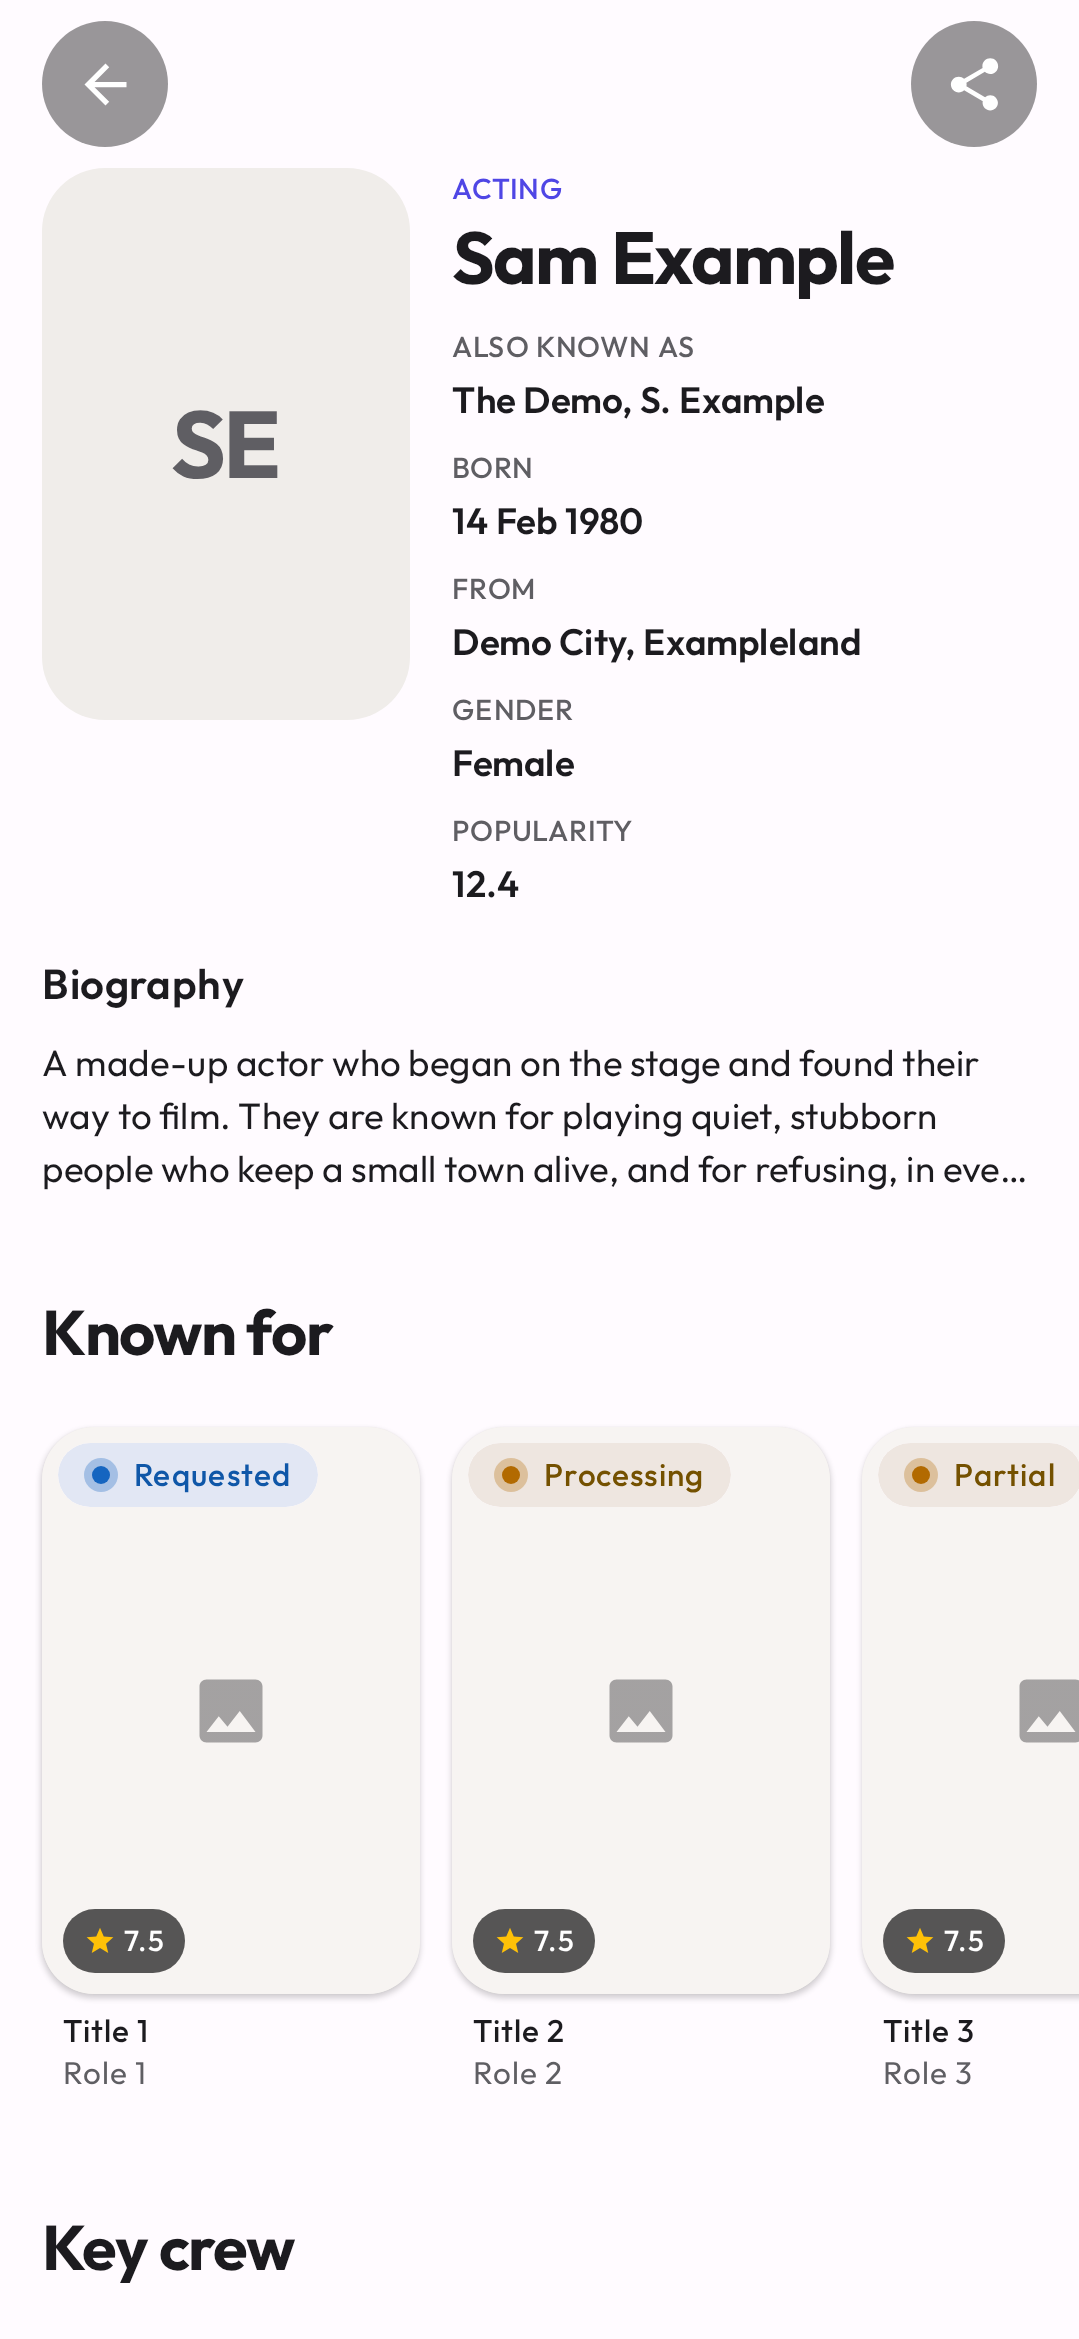 ACTING
Sam Example
SE
ALSO KNOWN AS
The Demo, S. Example
BORN
14 Feb 1980
FROM
Demo City, Exampleland
GENDER
Female
POPULARITY
12.4
Biography
A made-up actor who began on the stage and found their
way to film. They are known for playing quiet, stubborn
people who keep a small town alive, and for refusing, in eve…
Known for
Requested
Processing
Partial
7.5
7.5
7.5
Title 1
Role 1
Title 2
Role 2
Title 3
Role 3
Key crew